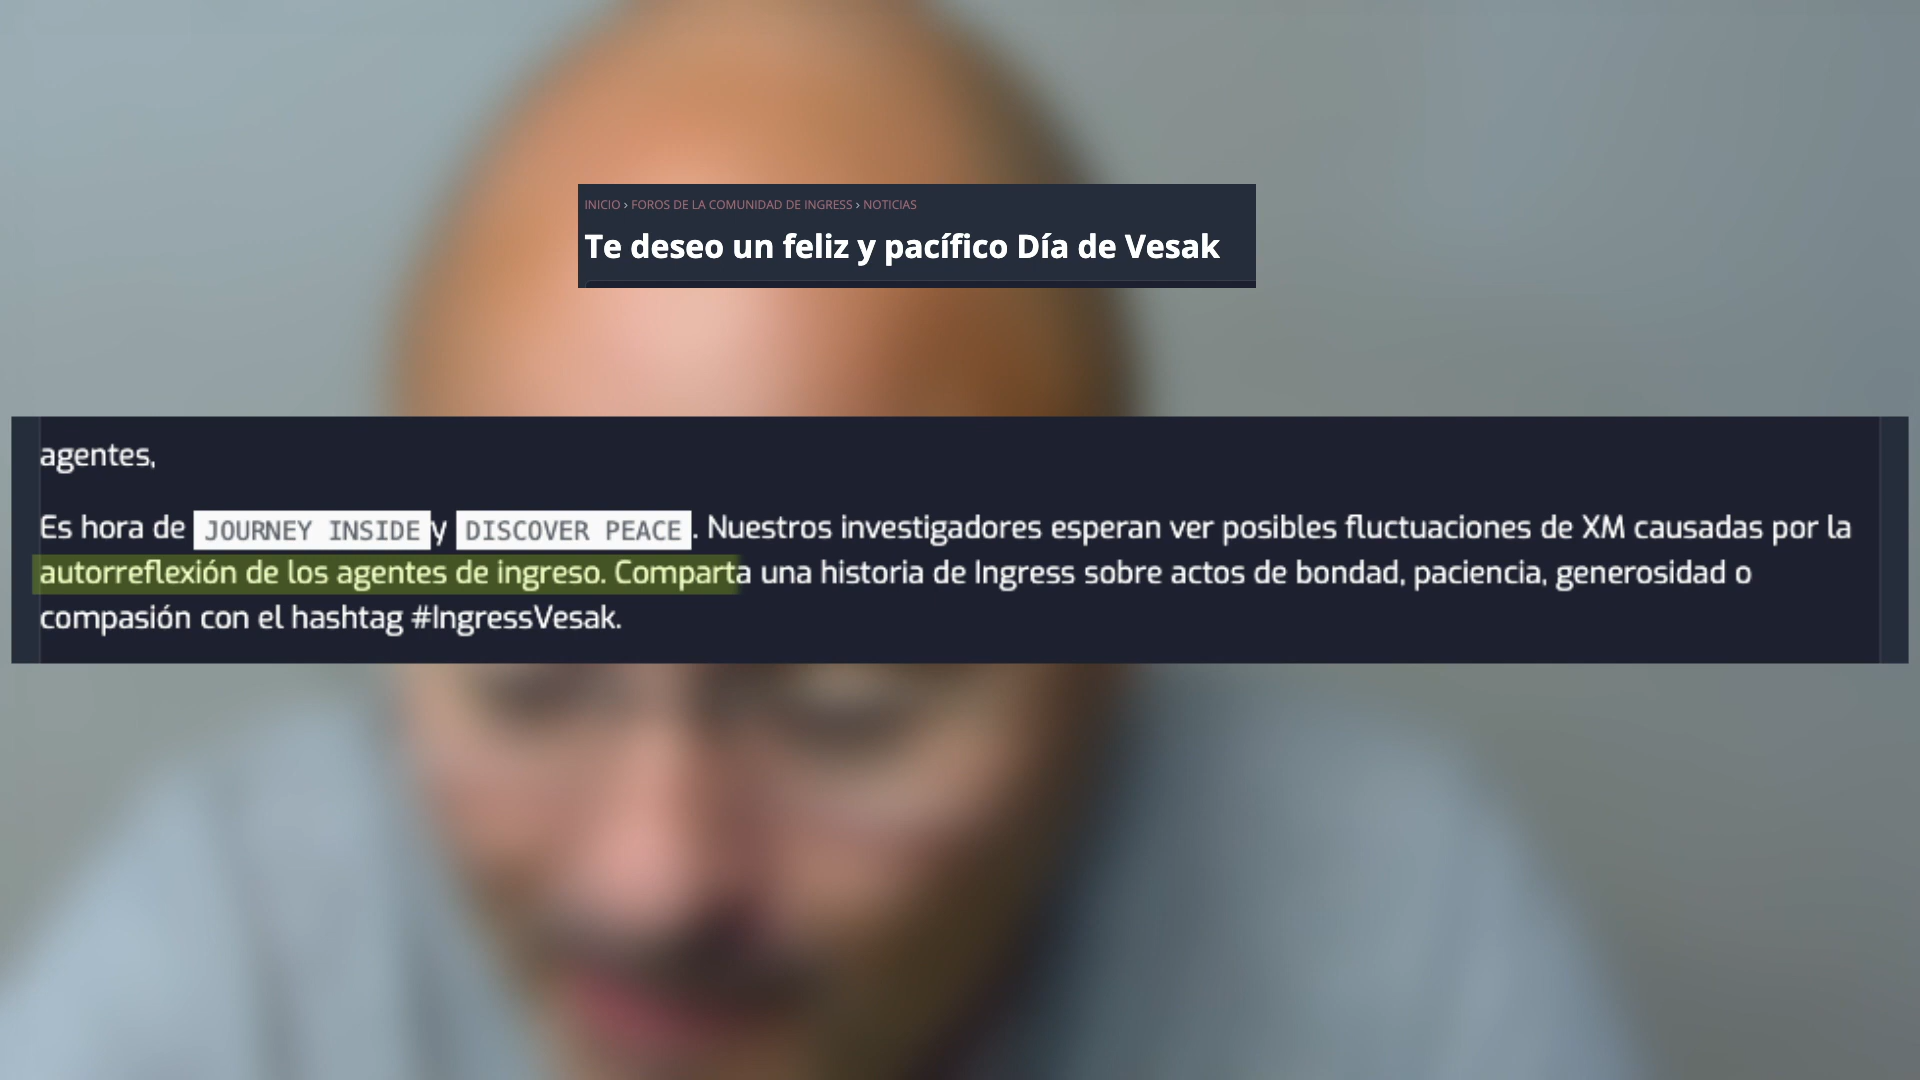 INICIO › FOROS DE LA COMUNIDAD DE INGRESS › NOTICIAS
Te deseo un feliz y pacífico Día de Vesak
agentes,
Es hora de JOURNEY INSIDE y DISCOVER PEACE. Nuestros investigadores esperan ver posibles fluctuaciones de XM causadas por la
autorreflexión de los agentes de ingreso. Comparta una historia de Ingress sobre actos de bondad, paciencia, generosidad o
compasión con el hashtag #IngressVesak.